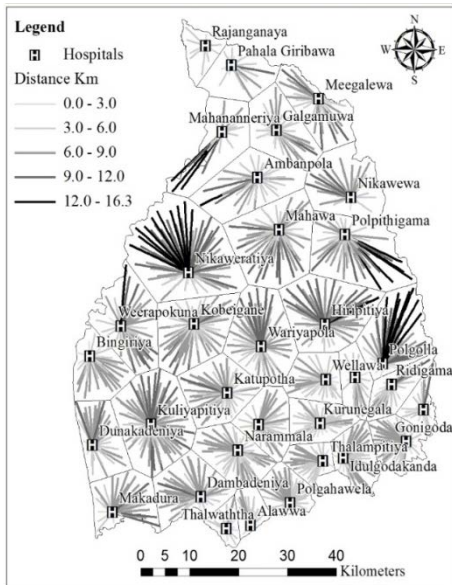 Legend
H Hospitals
Distance Km
0.0 - 3.0
3.0 - 6.0
6.0 - 9.0
9.0 - 12.0
12.0 - 16.3
N
W E
S
Rajanganaya
Pahala Giribawa
Meegalewa
Mahananneriya
Galgamuwa
Ambanpola
Nikawewa
Mahawa
Polpithigama
Nikaweratiya
Weerapokuna
Kobeigane
Hiripitiya
Wariyapola
Bingiriya
Polgolla
Wellawa
Ridigama
Katupotha
Kuliyapitiya
Kurunegala
Gonigoda
Dunakadeniya
Narammala
Thalampitiya
Idulgodakanda
Dambadeniya
Polgahawela
Makadura
Thalwaththa
Alawwa
0 5 10 20 30 40
Kilometers